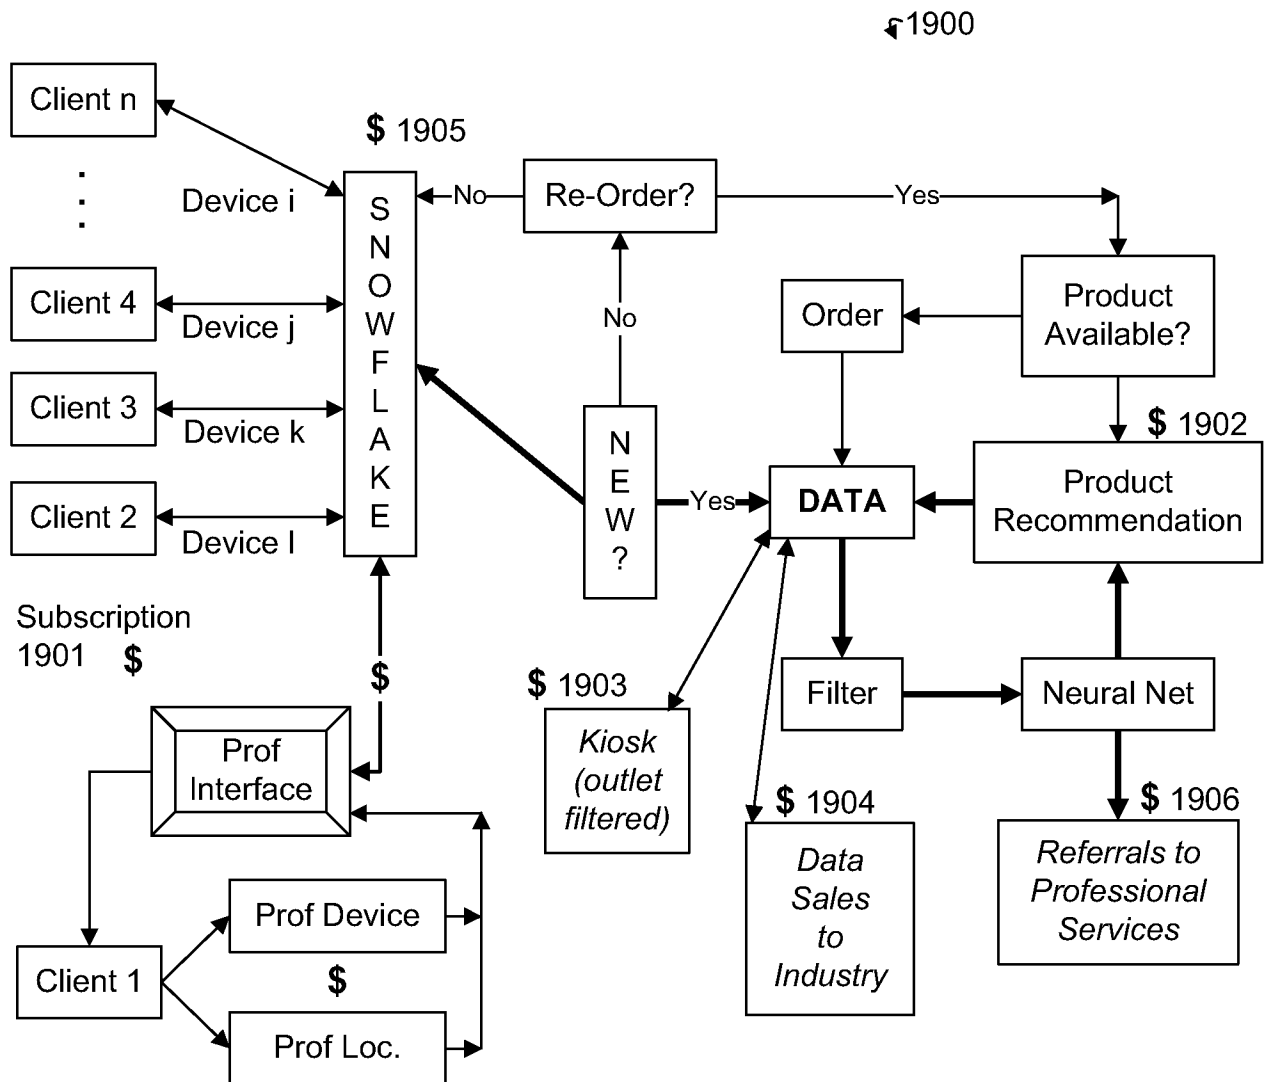 1900
Client n
$ 1905
Device i
SNOWFLAKE
No
Re-Order?
Yes
Client 4
Device j
No
Order
Product
Available?
Client 3
Device k
NEW?
$ 1902
Product
Recommendation
Yes
DATA
Client 2
Device l
Subscription
1901 $
$
$ 1903
Kiosk
(outlet
filtered)
Filter
Neural Net
Prof
Interface
$ 1904
Data
Sales
to
Industry
$ 1906
Referrals to
Professional
Services
Prof Device
$
Client 1
Prof Loc.